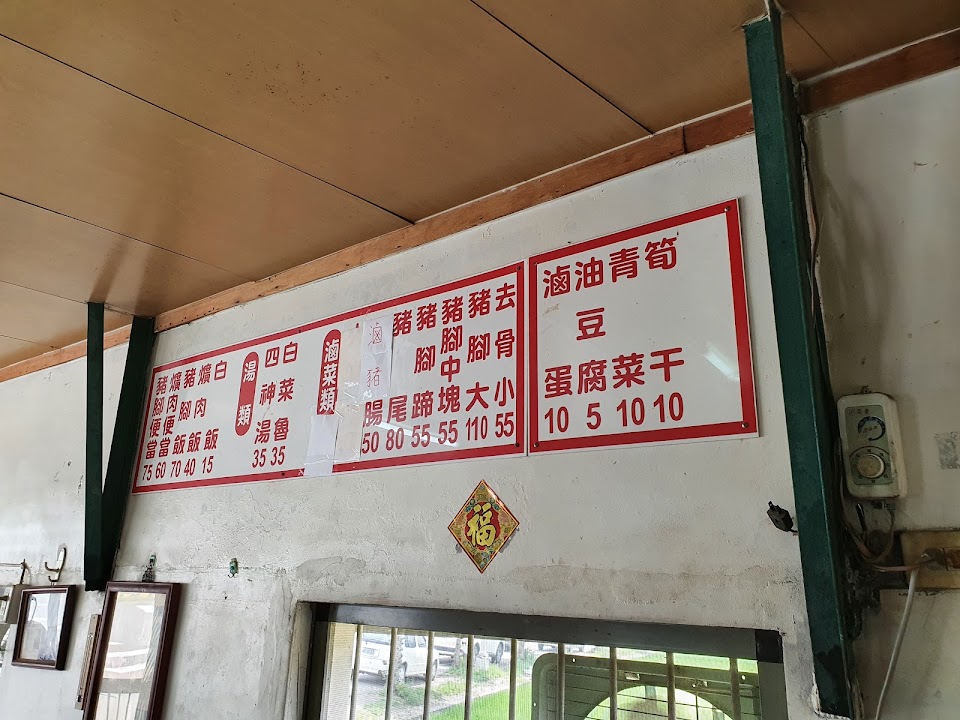 豬腳便當 75
爌肉便當 60
豬腳飯 70
爌肉飯 40
白飯 15
湯類
四神湯 35
白菜魯 35
滷菜類
滷豬腸 50
豬尾 80
豬腳蹄 55
豬腳中塊 55
豬腳大 110
去骨小 55
滷蛋 10
油豆腐 5
青菜 10
筍干 10
福